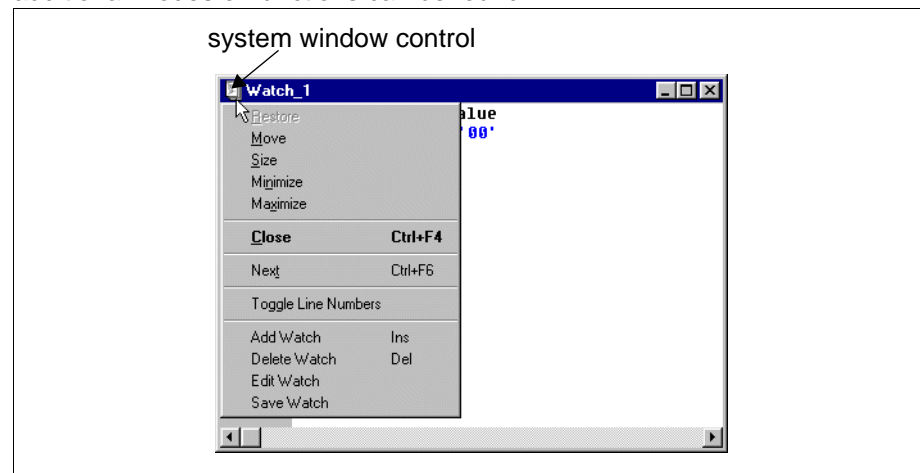 system window control
Watch_1
Restore
alue
Move
'00'
Size
Minimize
Maximize
Close Ctrl+F4
Next Ctrl+F6
Toggle Line Numbers
Add Watch Ins
Delete Watch Del
Edit Watch
Save Watch